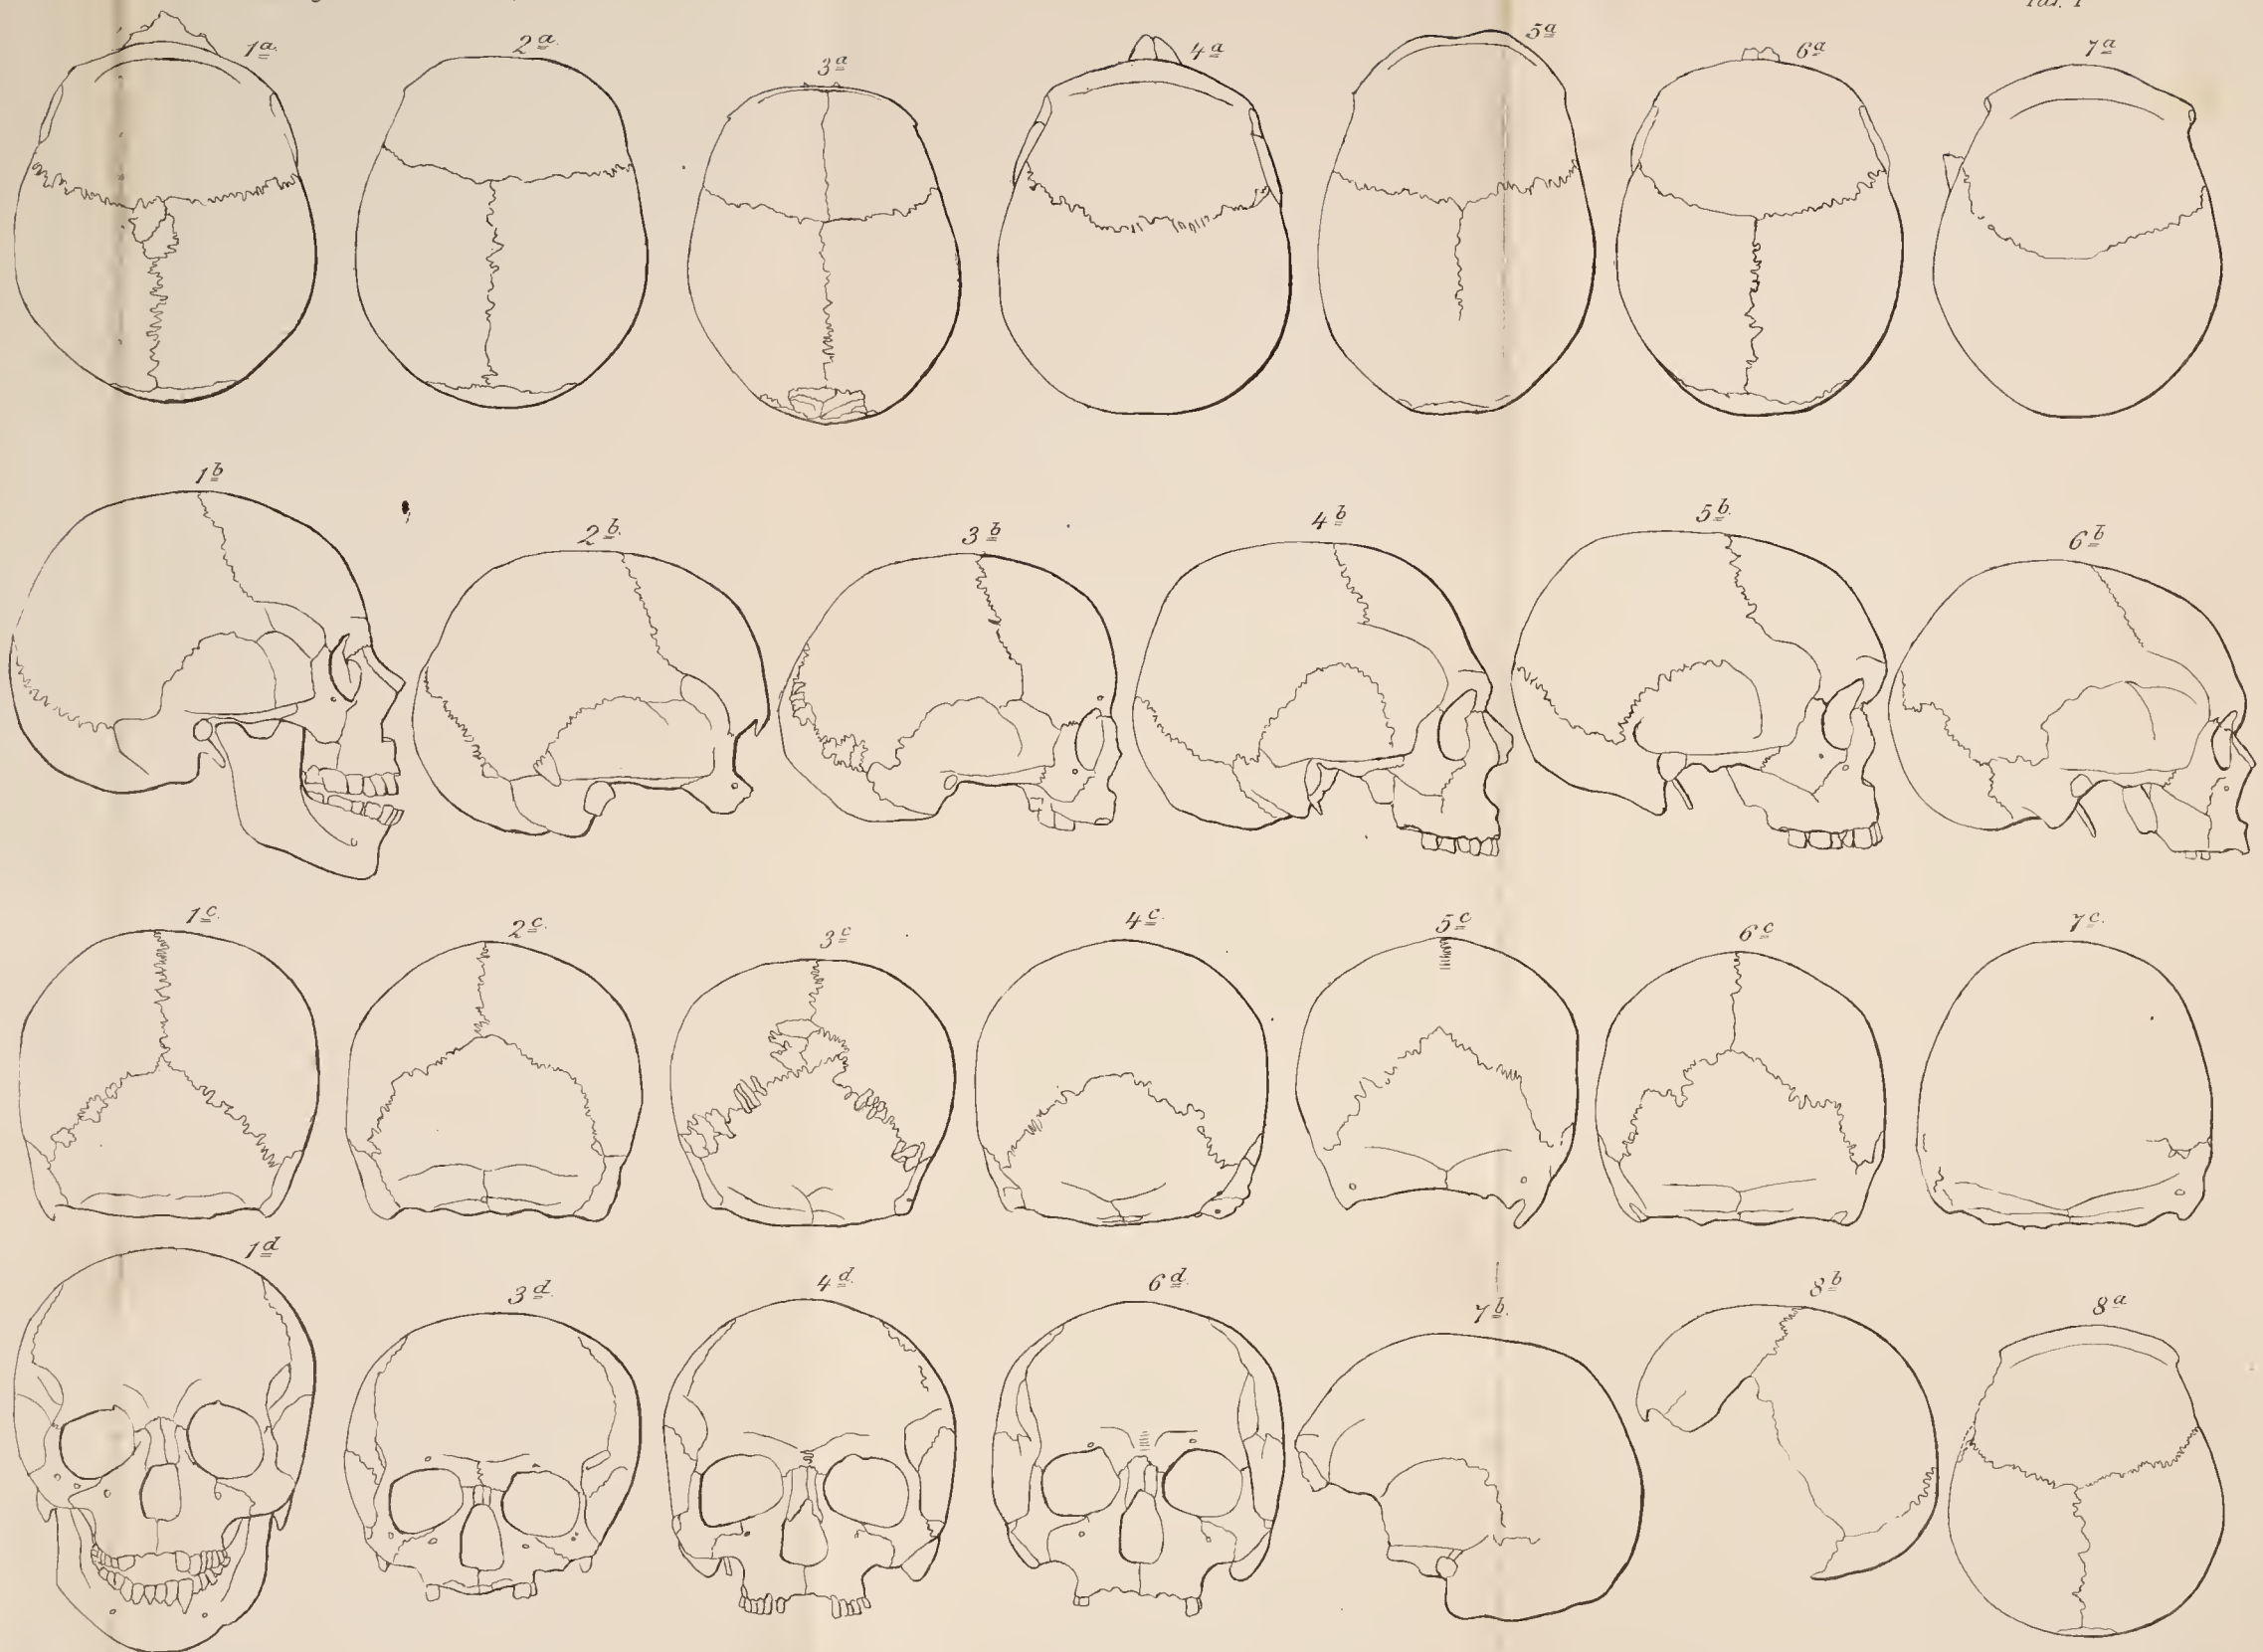 Taf. I
1a. 2a. 3a 4a 5a 6a 7a
1b 2b. 3b 4b 5b. 6b
1c. 2c. 3c 4c. 5c 6c 7c.
1d 3d. 4d. 6d. 7b. 8b 8a